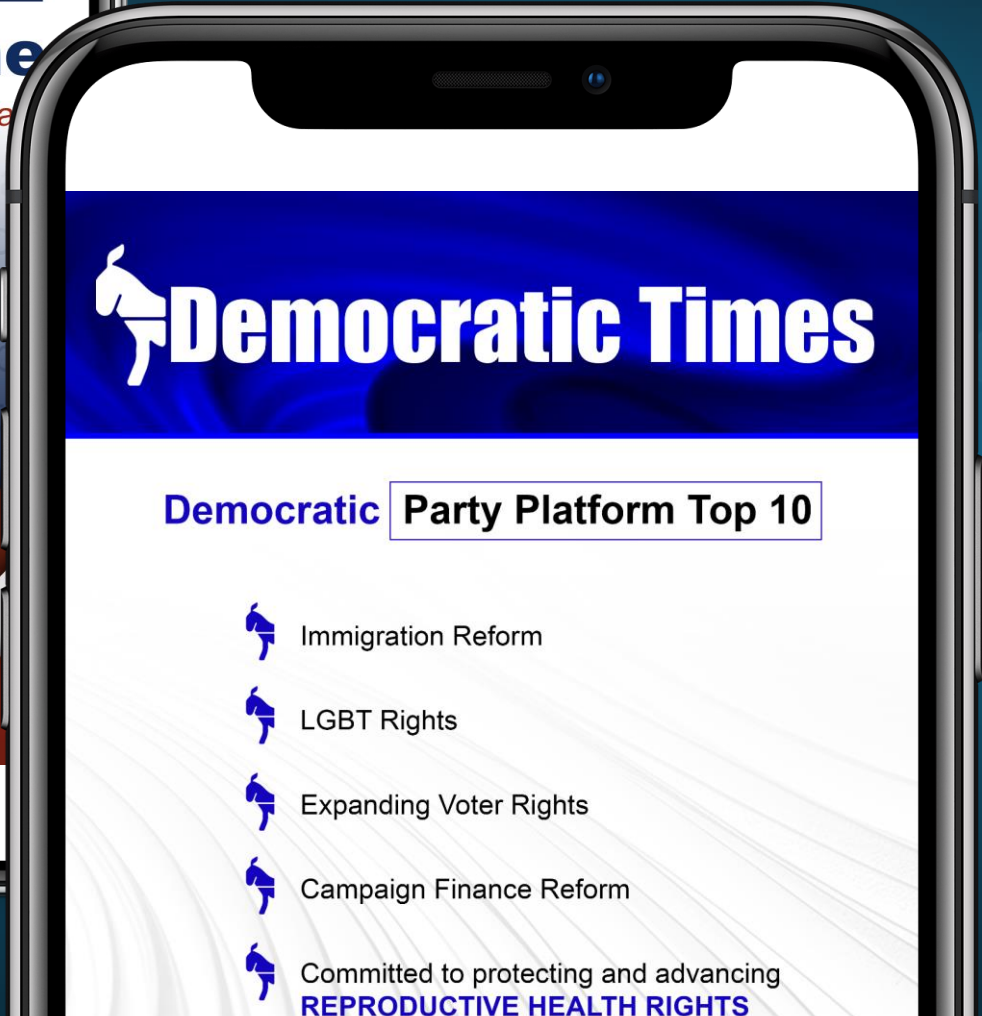 Democratic Times
Democratic Party Platform Top 10
Immigration Reform
LGBT Rights
Expanding Voter Rights
Campaign Finance Reform
Committed to protecting and advancing
REPRODUCTIVE HEALTH RIGHTS